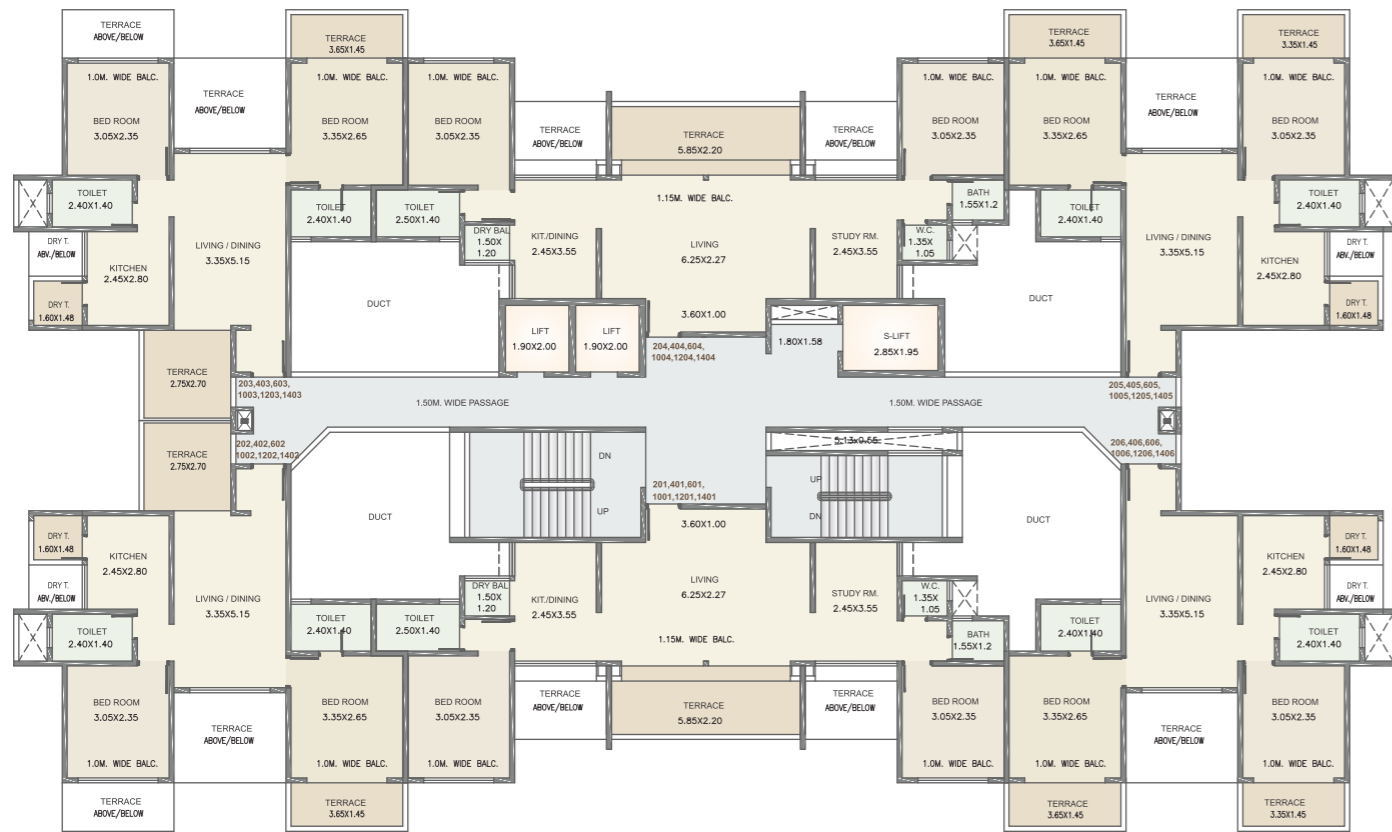 TERRACE
ABOVE/BELOW
TERRACE
3.65X1.45
TERRACE
3.65X1.45
TERRACE
3.35X1.45
1.0M. WIDE BALC.
1.0M. WIDE BALC.
1.0M. WIDE BALC.
1.0M. WIDE BALC.
1.0M. WIDE BALC.
1.0M. WIDE BALC.
TERRACE
ABOVE/BELOW
TERRACE
ABOVE/BELOW
BED ROOM
3.05X2.35
BED ROOM
3.35X2.65
BED ROOM
3.05X2.35
TERRACE
ABOVE/BELOW
TERRACE
5.85X2.20
TERRACE
ABOVE/BELOW
BED ROOM
3.05X2.35
BED ROOM
3.35X2.65
BED ROOM
3.05X2.35
TOILET
2.40X1.40
TOILET
2.40X1.40
TOILET
2.50X1.40
1.15M. WIDE BALC.
BATH
1.55X1.2
TOILET
2.40X1.40
TOILET
2.40X1.40
DRY T.
ABV./BELOW
LIVING / DINING
3.35X5.15
DRY BAL
1.50X
1.20
KIT./DINING
2.45X3.55
LIVING
6.25X2.27
STUDY RM.
2.45X3.55
W.C.
1.35X
1.05
LIVING / DINING
3.35X5.15
DRY T.
ABV./BELOW
KITCHEN
2.45X2.80
KITCHEN
2.45X2.80
DRY T.
1.60X1.48
DUCT
DUCT
DRY T.
1.60X1.48
3.60X1.00
LIFT
1.90X2.00
LIFT
1.90X2.00
204,404,604,
1004,1204,1404
1.80X1.58
S-LIFT
2.85X1.95
TERRACE
2.75X2.70
203,403,603,
1003,1203,1403
1.50M. WIDE PASSAGE
1.50M. WIDE PASSAGE
205,405,605,
1005,1205,1405
202,402,602
1002,1202,1402
5.13x0.55
206,406,606,
1006,1206,1406
TERRACE
2.75X2.70
DN
UP
201,401,601,
1001,1201,1401
UP
DN
DUCT
DUCT
3.60X1.00
DRY T.
1.60X1.48
KITCHEN
2.45X2.80
KITCHEN
2.45X2.80
DRY T.
1.60X1.48
DRY T.
ABV./BELOW
LIVING / DINING
3.35X5.15
DRY BAL
1.50X
1.20
KIT./DINING
2.45X3.55
LIVING
6.25X2.27
STUDY RM.
2.45X3.55
W.C.
1.35X
1.05
LIVING / DINING
3.35X5.15
DRY T.
ABV./BELOW
TOILET
2.40X1.40
TOILET
2.40X1.40
TOILET
2.50X1.40
1.15M. WIDE BALC.
BATH
1.55X1.2
TOILET
2.40X1.40
TOILET
2.40X1.40
BED ROOM
3.05X2.35
BED ROOM
3.35X2.65
BED ROOM
3.05X2.35
TERRACE
ABOVE/BELOW
TERRACE
5.85X2.20
TERRACE
ABOVE/BELOW
BED ROOM
3.05X2.35
BED ROOM
3.35X2.65
BED ROOM
3.05X2.35
TERRACE
ABOVE/BELOW
TERRACE
ABOVE/BELOW
1.0M. WIDE BALC.
1.0M. WIDE BALC.
1.0M. WIDE BALC.
1.0M. WIDE BALC.
1.0M. WIDE BALC.
1.0M. WIDE BALC.
TERRACE
ABOVE/BELOW
TERRACE
3.65X1.45
TERRACE
3.65X1.45
TERRACE
3.35X1.45